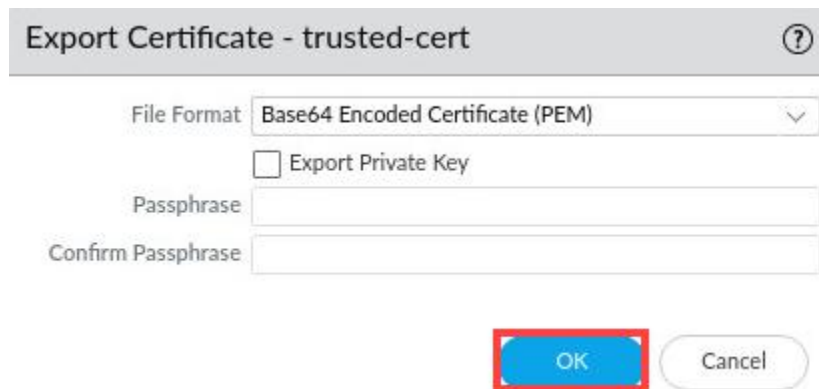 Export Certificate - trusted-cert ?
File Format Base64 Encoded Certificate (PEM)
Export Private Key
Passphrase
Confirm Passphrase
OK Cancel